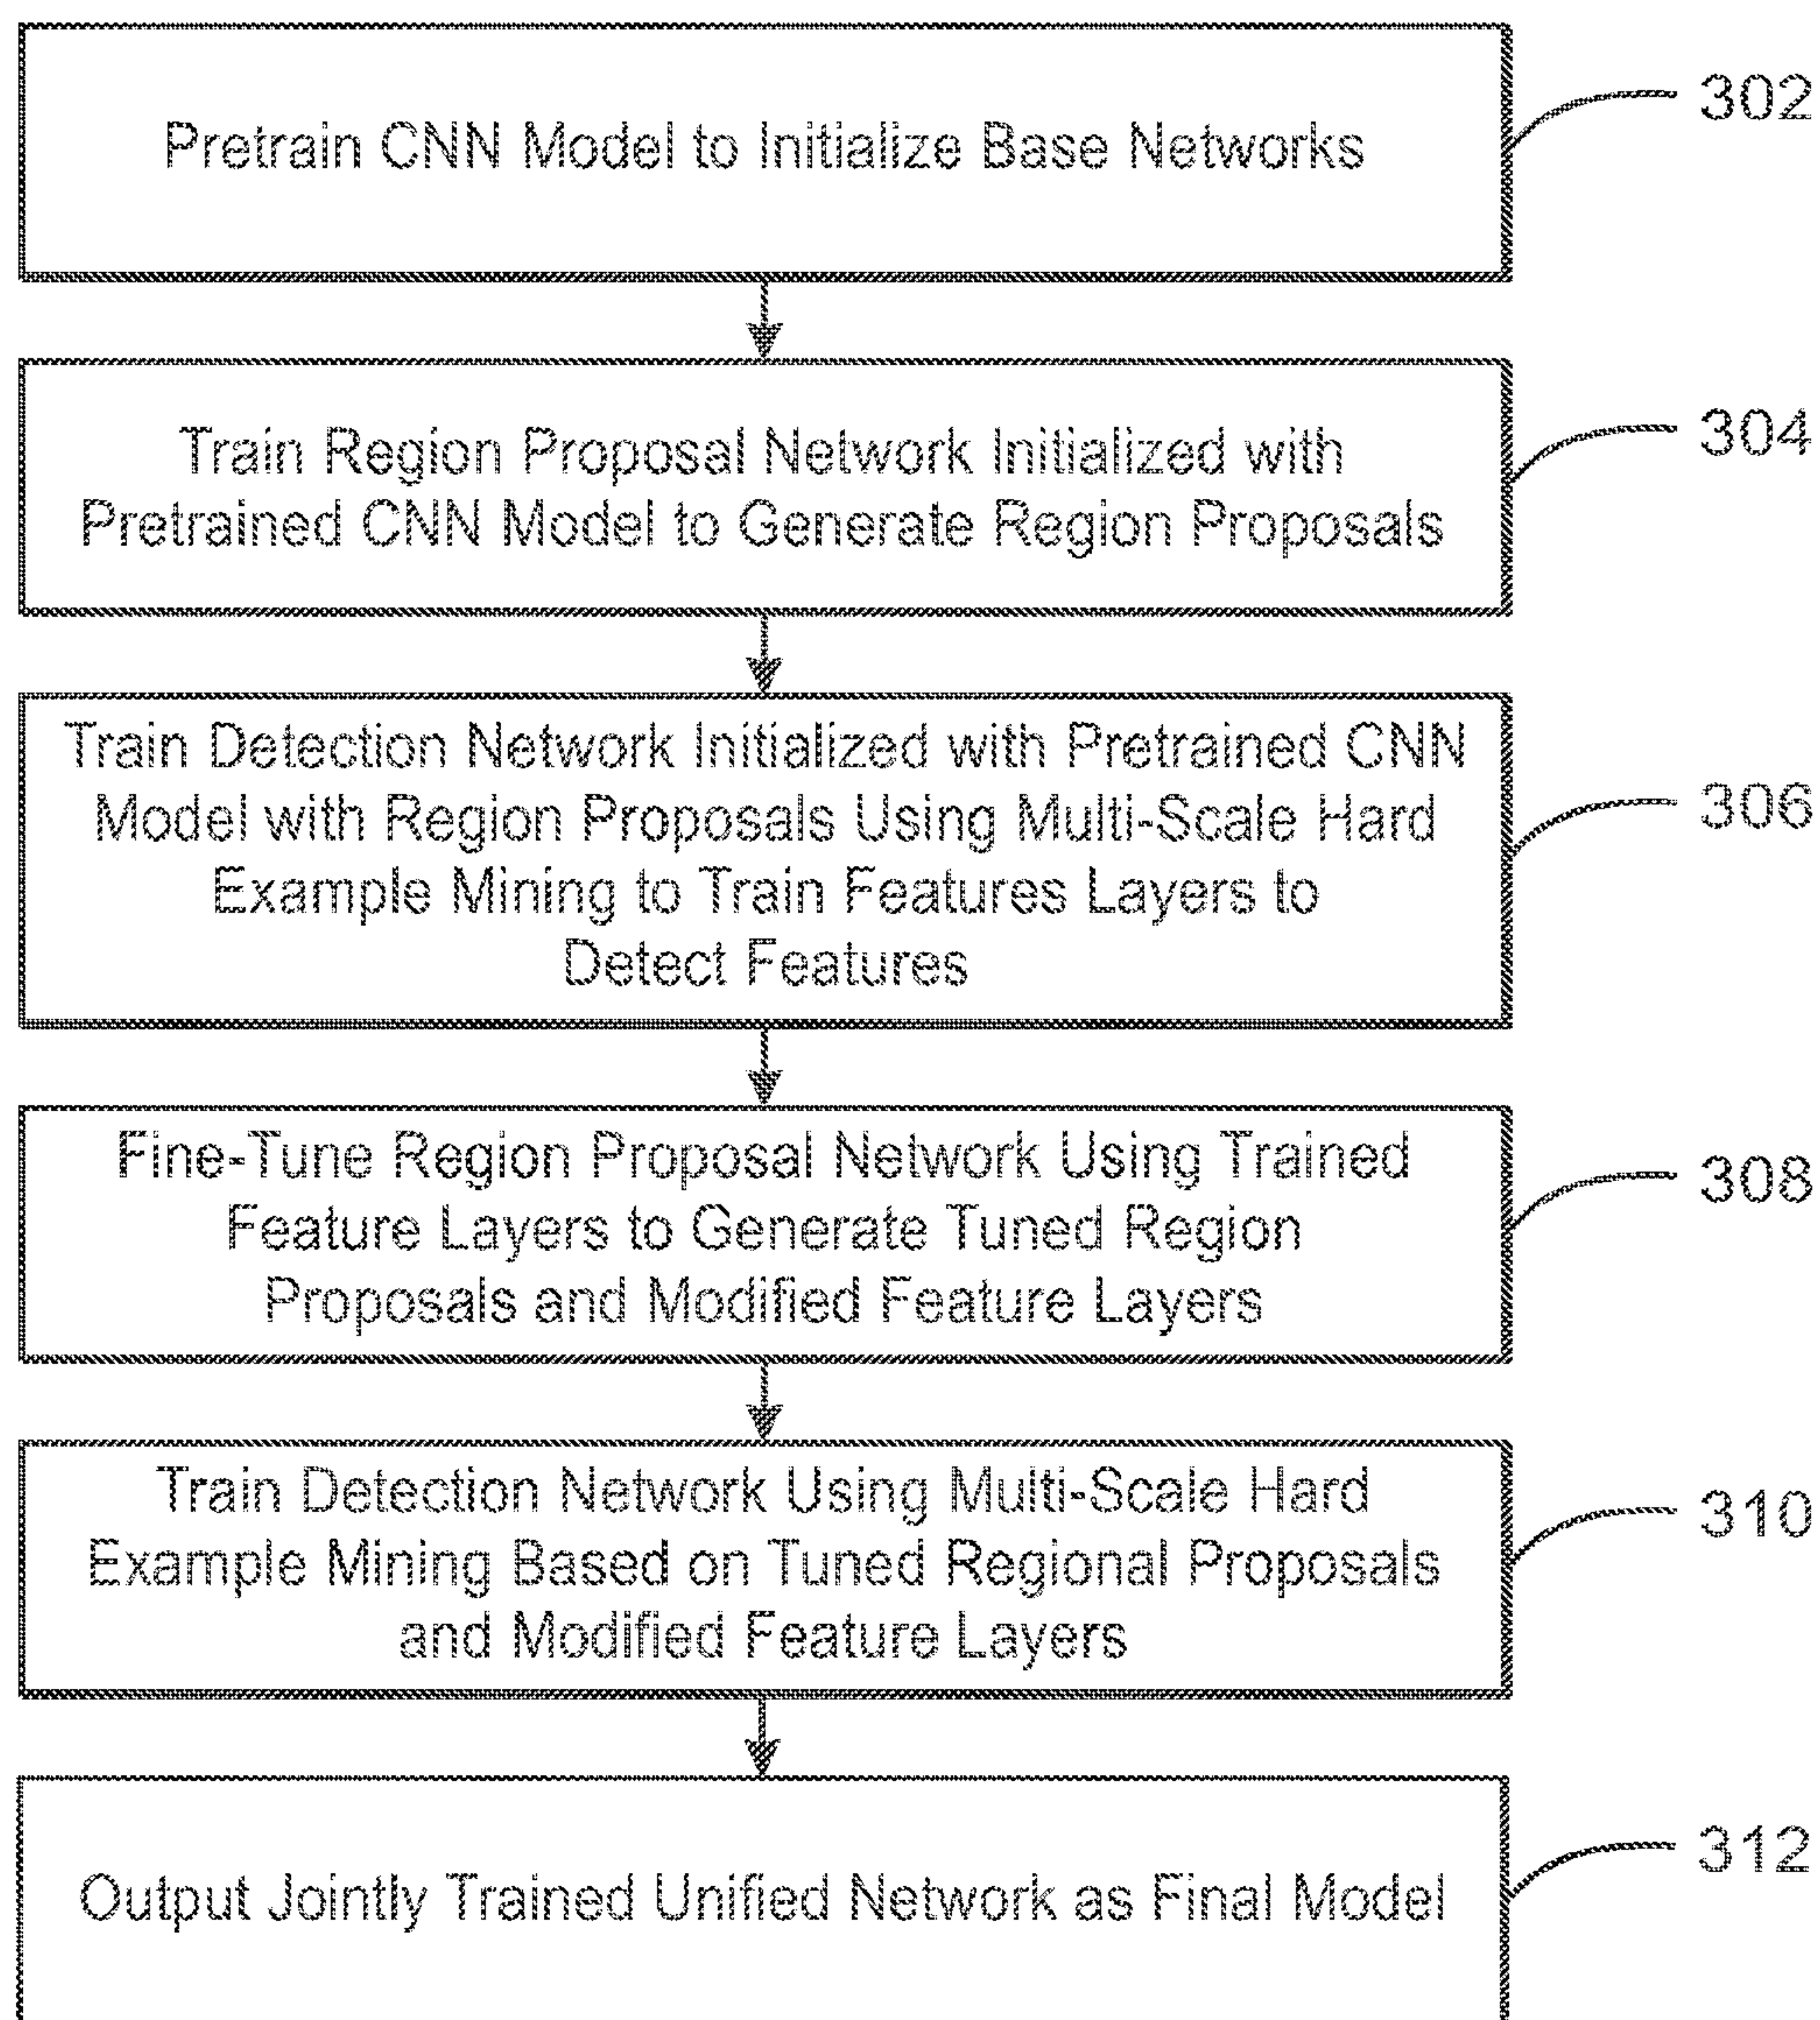 Pretrain CNN Model to Initialize Base Networks
302
Train Region Proposal Network Initialized with
Pretrained CNN Model to Generate Region Proposals
304
Train Detection Network Initialized with Pretrained CNN
Model with Region Proposals Using Multi-Scale Hard
Example Mining to Train Features Layers to
Detect Features
306
Fine-Tune Region Proposal Network Using Trained
Feature Layers to Generate Tuned Region
Proposals and Modified Feature Layers
308
Train Detection Network Using Multi-Scale Hard
Example Mining Based on Tuned Regional Proposals
and Modified Feature Layers
310
Output Jointly Trained Unified Network as Final Model
312